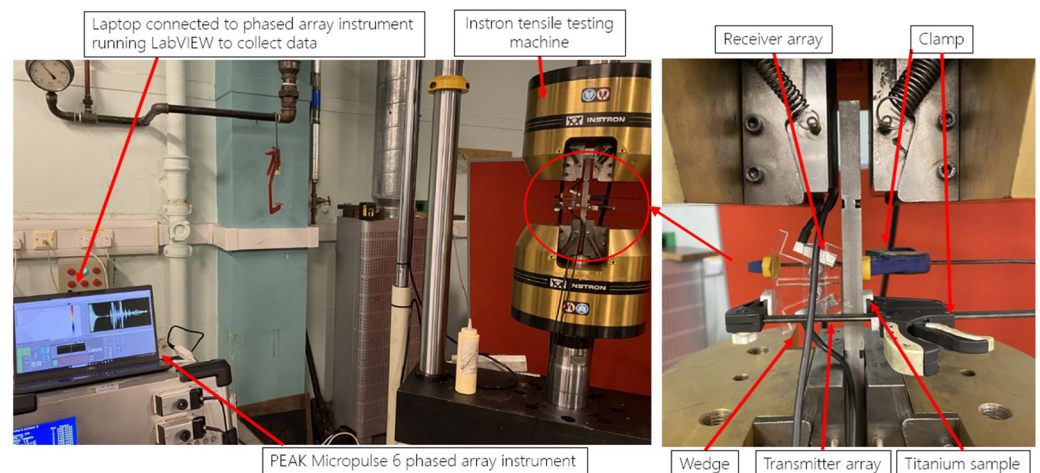 Laptop connected to phased array instrument
running LabVIEW to collect data
Instron tensile testing
machine
Receiver array
Clamp
INSTRON
INSTRON
PEAK Micropulse 6 phased array instrument
Wedge
Transmitter array
Titanium sample